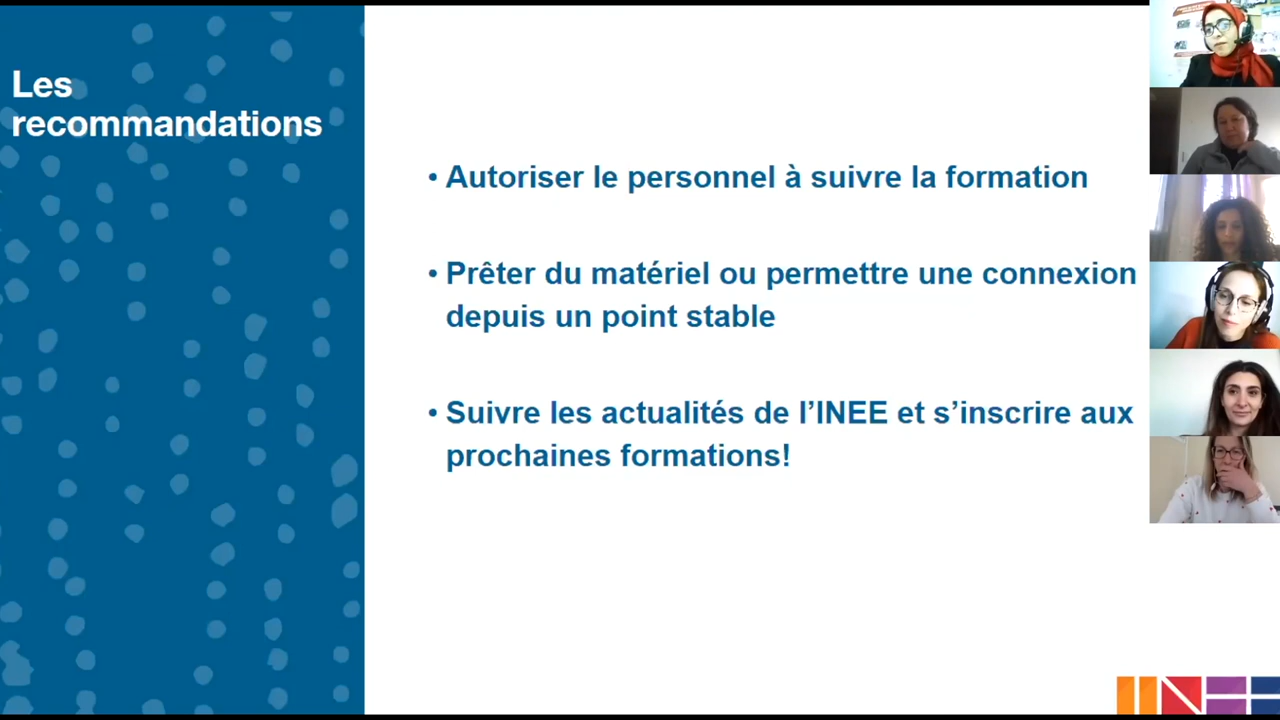 Les
recommandations
• Autoriser le personnel à suivre la formation
• Prêter du matériel ou permettre une connexion
depuis un point stable
• Suivre les actualités de l’INEE et s’inscrire aux
prochaines formations!
INEE